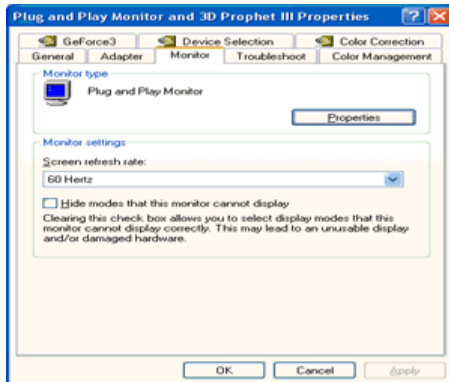 Plug and Play Monitor and 3D Prophet III Properties
GeForce3 Device Selection Color Correction
General Adapter Monitor Troubleshoot Color Management
Monitor type
Plug and Play Monitor
Properties
Monitor settings
Screen refresh rate:
60 Hertz
Hide modes that this monitor cannot display
Clearing this check box allows you to select display modes that this
monitor cannot display correctly. This may lead to an unusable display
and/or damaged hardware.
OK Cancel Apply